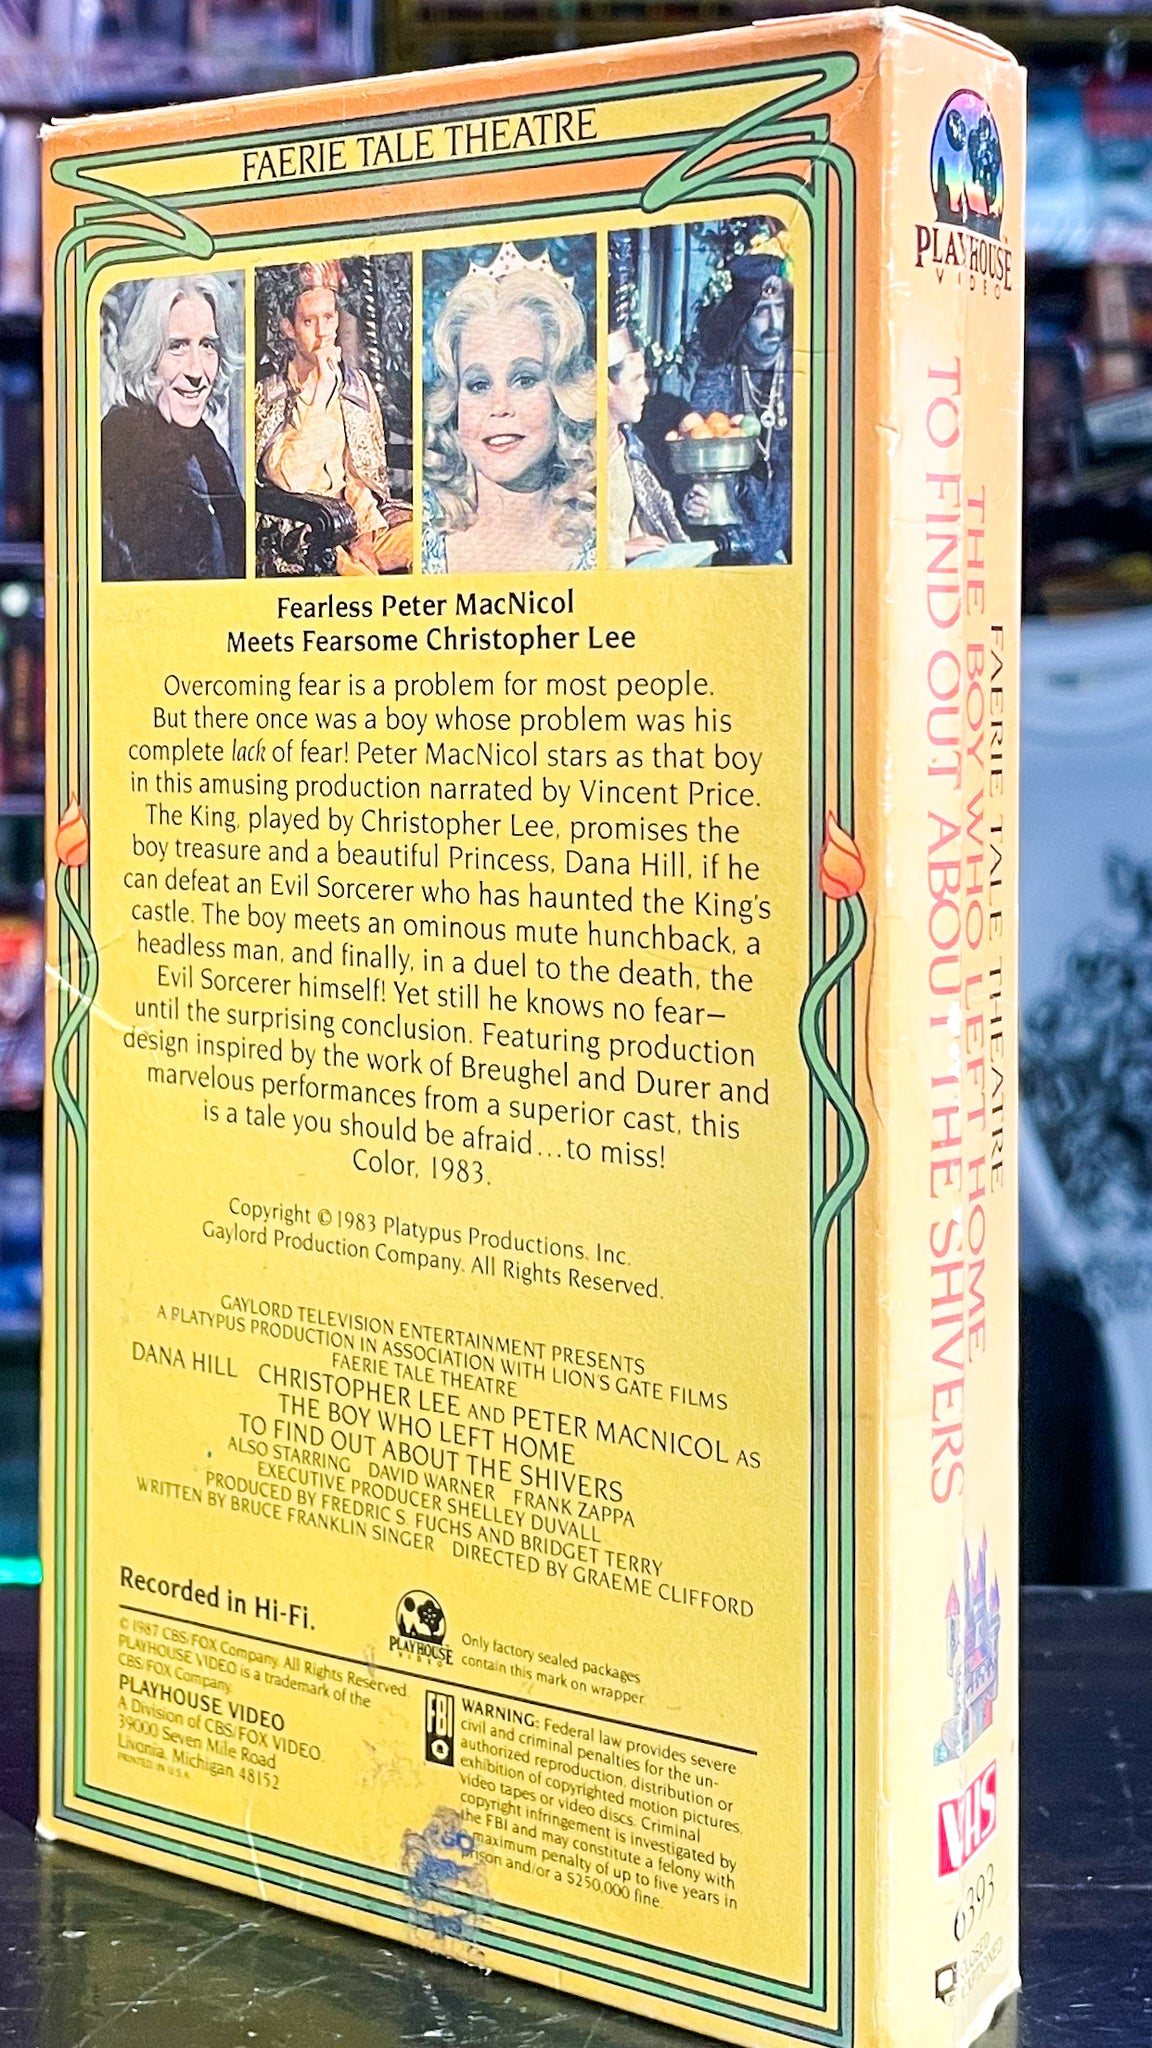 FAERIE TALE THEATRE
Fearless Peter MacNicol
Meets Fearsome Christopher Lee
Overcoming fear is a problem for most people.
But there once was a boy whose problem was his
complete lack of fear! Peter MacNicol stars as that boy
in this amusing production narrated by Vincent Price.
The King, played by Christopher Lee, promises the
boy treasure and a beautiful Princess, Dana Hill, if he
can defeat an Evil Sorcerer who has haunted the King's
castle. The boy meets an ominous mute hunchback, a
headless man, and finally, in a duel to the death, the
Evil Sorcerer himself! Yet still he knows no fear—
until the surprising conclusion. Featuring production
design inspired by the work of Breughel and Durer and
marvelous performances from a superior cast, this
is a tale you should be afraid...to miss!
Color, 1983.
Copyright ©1983 Platypus Productions, Inc.
Gaylord Production Company. All Rights Reserved.
GAYLORD TELEVISION ENTERTAINMENT PRESENTS
A PLATYPUS PRODUCTION IN ASSOCIATION WITH LION'S GATE FILMS
FAERIE TALE THEATRE
DANA HILL CHRISTOPHER LEE AND PETER MACNICOL AS
THE BOY WHO LEFT HOME
TO FIND OUT ABOUT THE SHIVERS
ALSO STARRING DAVID WARNER FRANK ZAPPA
EXECUTIVE PRODUCER SHELLEY DUVALL
PRODUCED BY FREDRIC S. FUCHS AND BRIDGET TERRY
WRITTEN BY BRUCE FRANKLIN SINGER DIRECTED BY GRAEME CLIFFORD
Recorded in Hi-Fi.
© 1987 CBS/FOX Company. All Rights Reserved.
PLAYHOUSE VIDEO is a trademark of the
CBS/FOX Company.
PLAYHOUSE VIDEO
A Division of CBS/FOX VIDEO.
39000 Seven Mile Road
Livonia, Michigan 48152
PRINTED IN U.S.A.
PLAYHOUSE
VIDEO
Only factory sealed packages
contain this mark on wrapper
FBI
WARNING: Federal law provides severe
civil and criminal penalties for the un-
authorized reproduction, distribution or
exhibition of copyrighted motion pictures,
video tapes or video discs. Criminal
copyright infringement is investigated by
the FBI and may constitute a felony with
maximum penalty of up to five years in
prison and/or a $250,000 fine.
PLAYHOUSE
VIDEO
FAERIE TALE THEATRE
THE BOY WHO LEFT HOME
TO FIND OUT ABOUT THE SHIVERS
VHS
6393
CLOSED
CAPTIONED